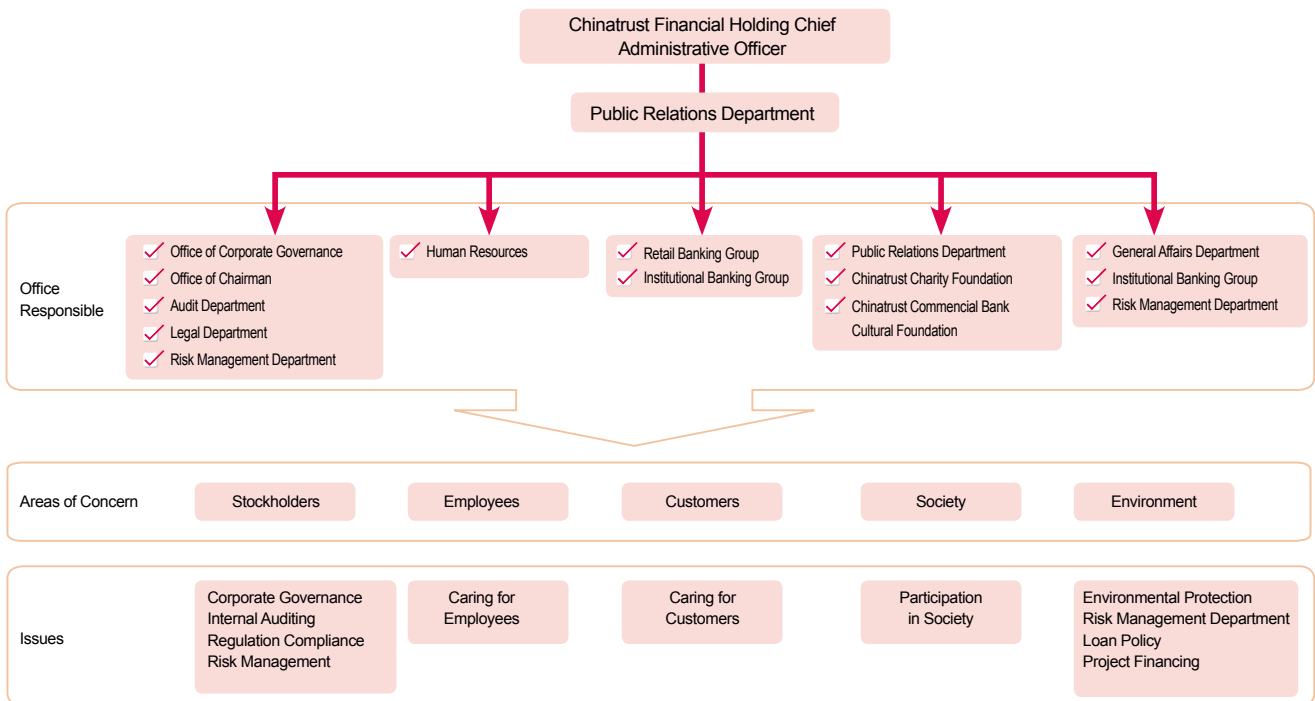 Chinatrust Financial Holding Chief
Administrative Officer
Public Relations Department
Office
Responsible
Office of Corporate Governance
Office of Chairman
Audit Department
Legal Department
Risk Management Department
Human Resources
Retail Banking Group
Institutional Banking Group
Public Relations Department
Chinatrust Charity Foundation
Chinatrust Commencial Bank
Cultural Foundation
General Affairs Department
Institutional Banking Group
Risk Management Department
Areas of Concern
Stockholders
Employees
Customers
Society
Environment
Issues
Corporate Governance
Internal Auditing
Regulation Compliance
Risk Management
Caring for
Employees
Caring for
Customers
Participation
in Society
Environmental Protection
Risk Management Department
Loan Policy
Project Financing